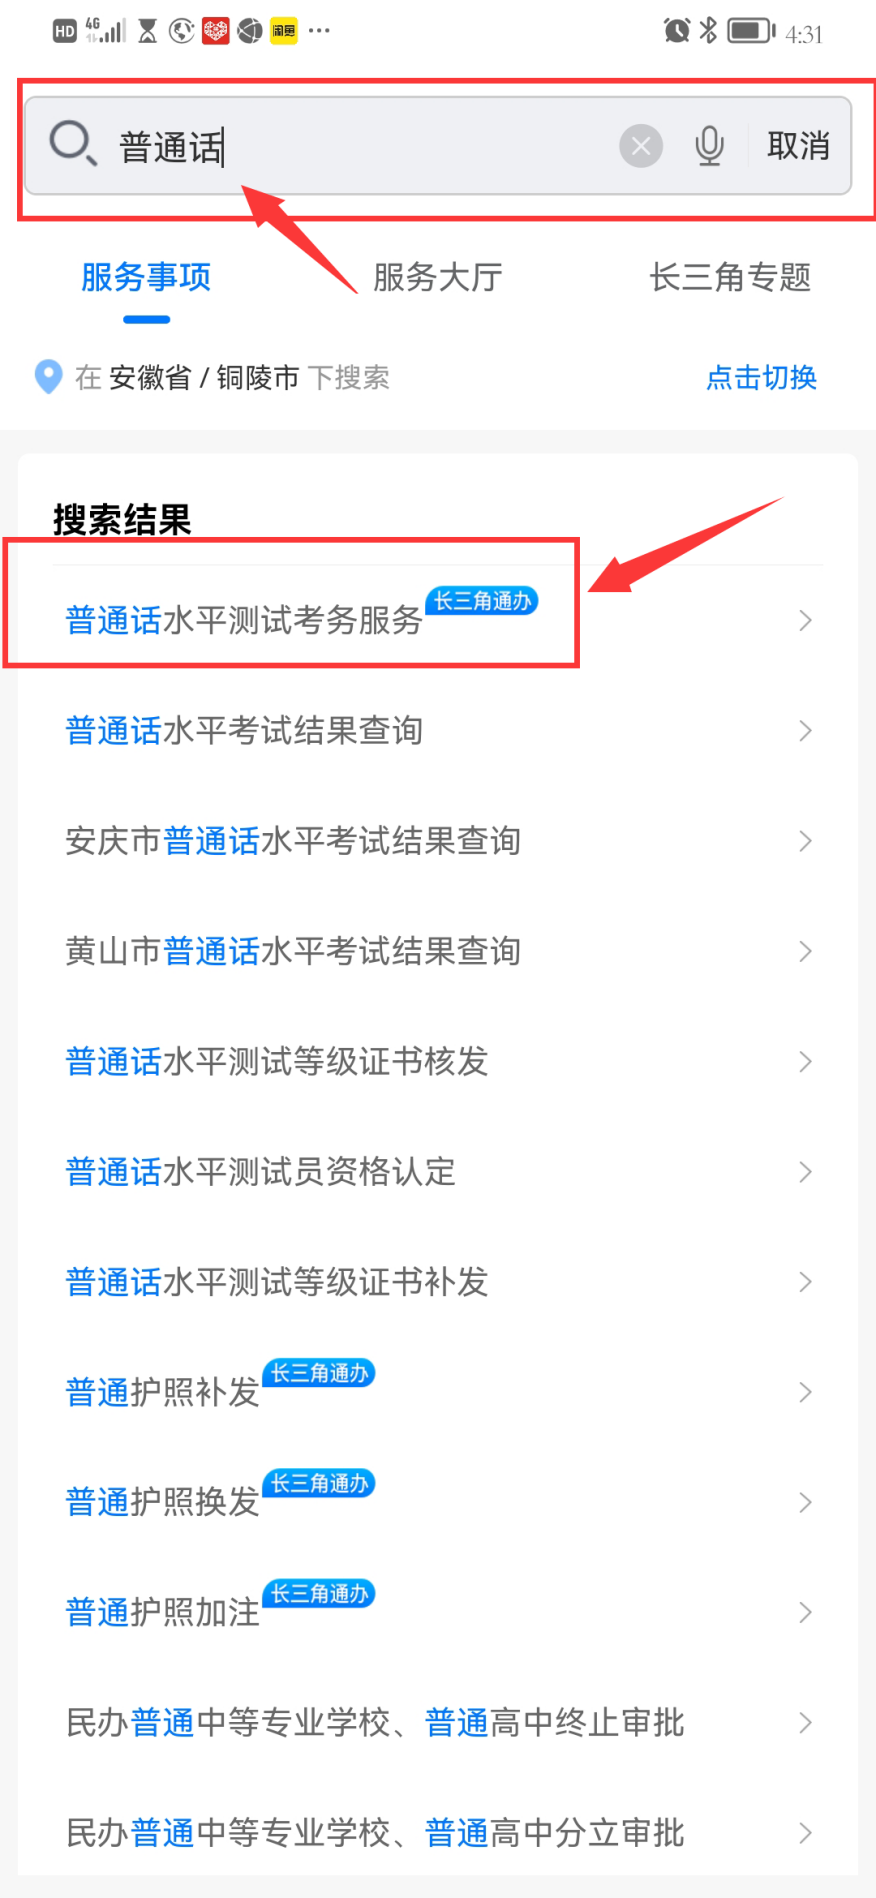 HD 4G 闲鱼 ··· 4:31
普通话 取消
服务事项 服务大厅 长三角专题
在 安徽省 / 铜陵市 下搜索 点击切换
搜索结果
普通话水平测试考务服务 长三角通办
普通话水平考试结果查询
安庆市普通话水平考试结果查询
黄山市普通话水平考试结果查询
普通话水平测试等级证书核发
普通话水平测试员资格认定
普通话水平测试等级证书补发
普通护照补发 长三角通办
普通护照换发 长三角通办
普通护照加注 长三角通办
民办普通中等专业学校、普通高中终止审批
民办普通中等专业学校、普通高中分立审批